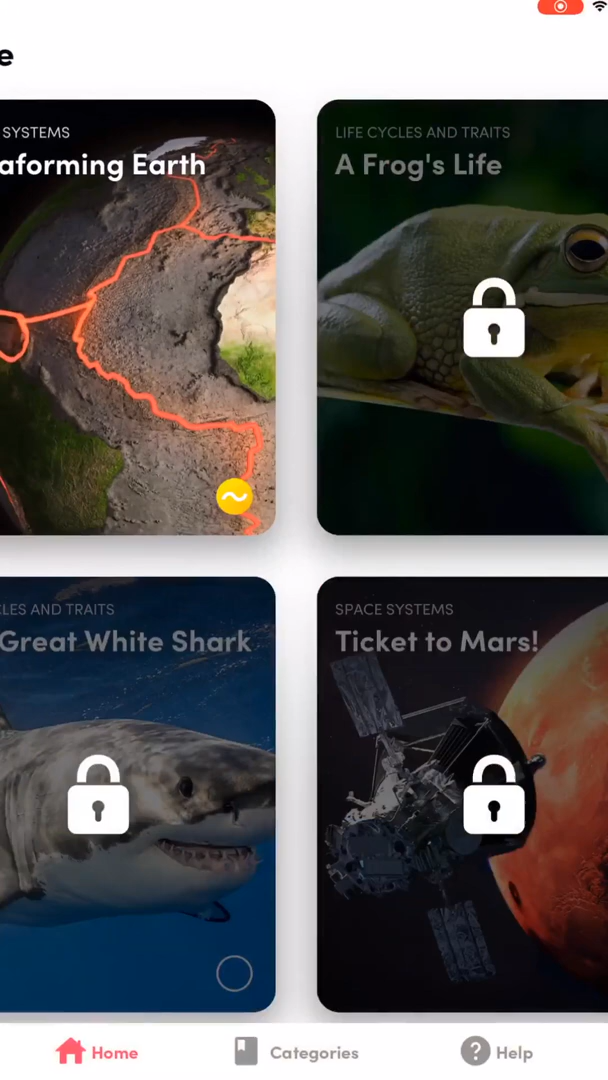 e
SYSTEMS
aforming Earth
LIFE CYCLES AND TRAITS
A Frog's Life
LES AND TRAITS
Great White Shark
SPACE SYSTEMS
Ticket to Mars!
Home
Categories
? Help